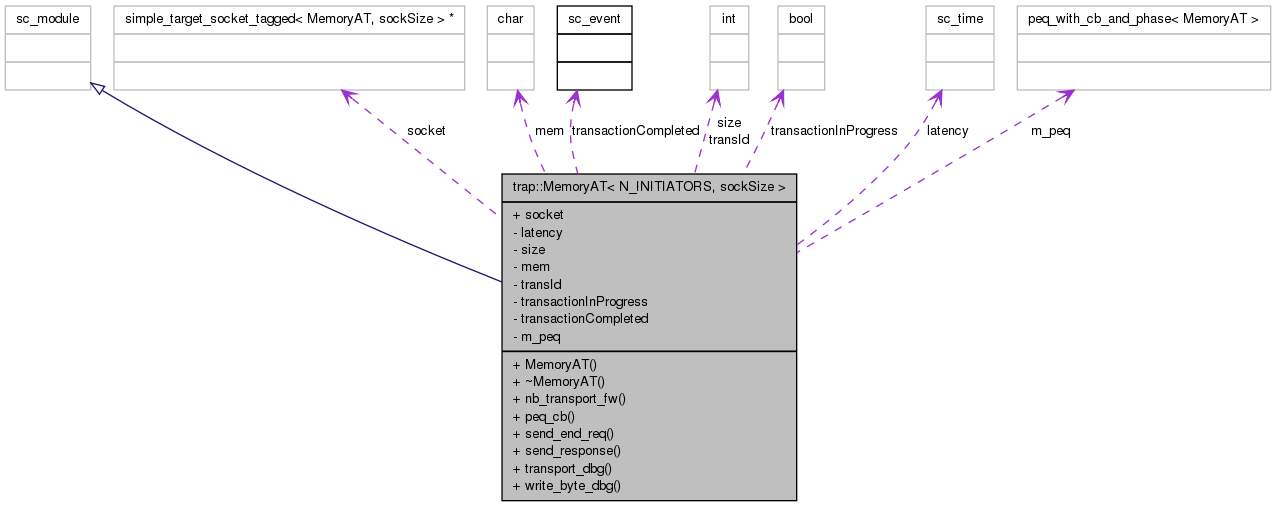 sc_module
simple_target_socket_tagged< MemoryAT, sockSize > *
char
sc_event
int
bool
sc_time
peq_with_cb_and_phase< MemoryAT >
socket
mem
transactionCompleted
size
transId
transactionInProgress
latency
m_peq
trap::MemoryAT< N_INITIATORS, sockSize >
+ socket
- latency
- size
- mem
- transId
- transactionInProgress
- transactionCompleted
- m_peq
+ MemoryAT()
+ ~MemoryAT()
+ nb_transport_fw()
+ peq_cb()
+ send_end_req()
+ send_response()
+ transport_dbg()
+ write_byte_dbg()